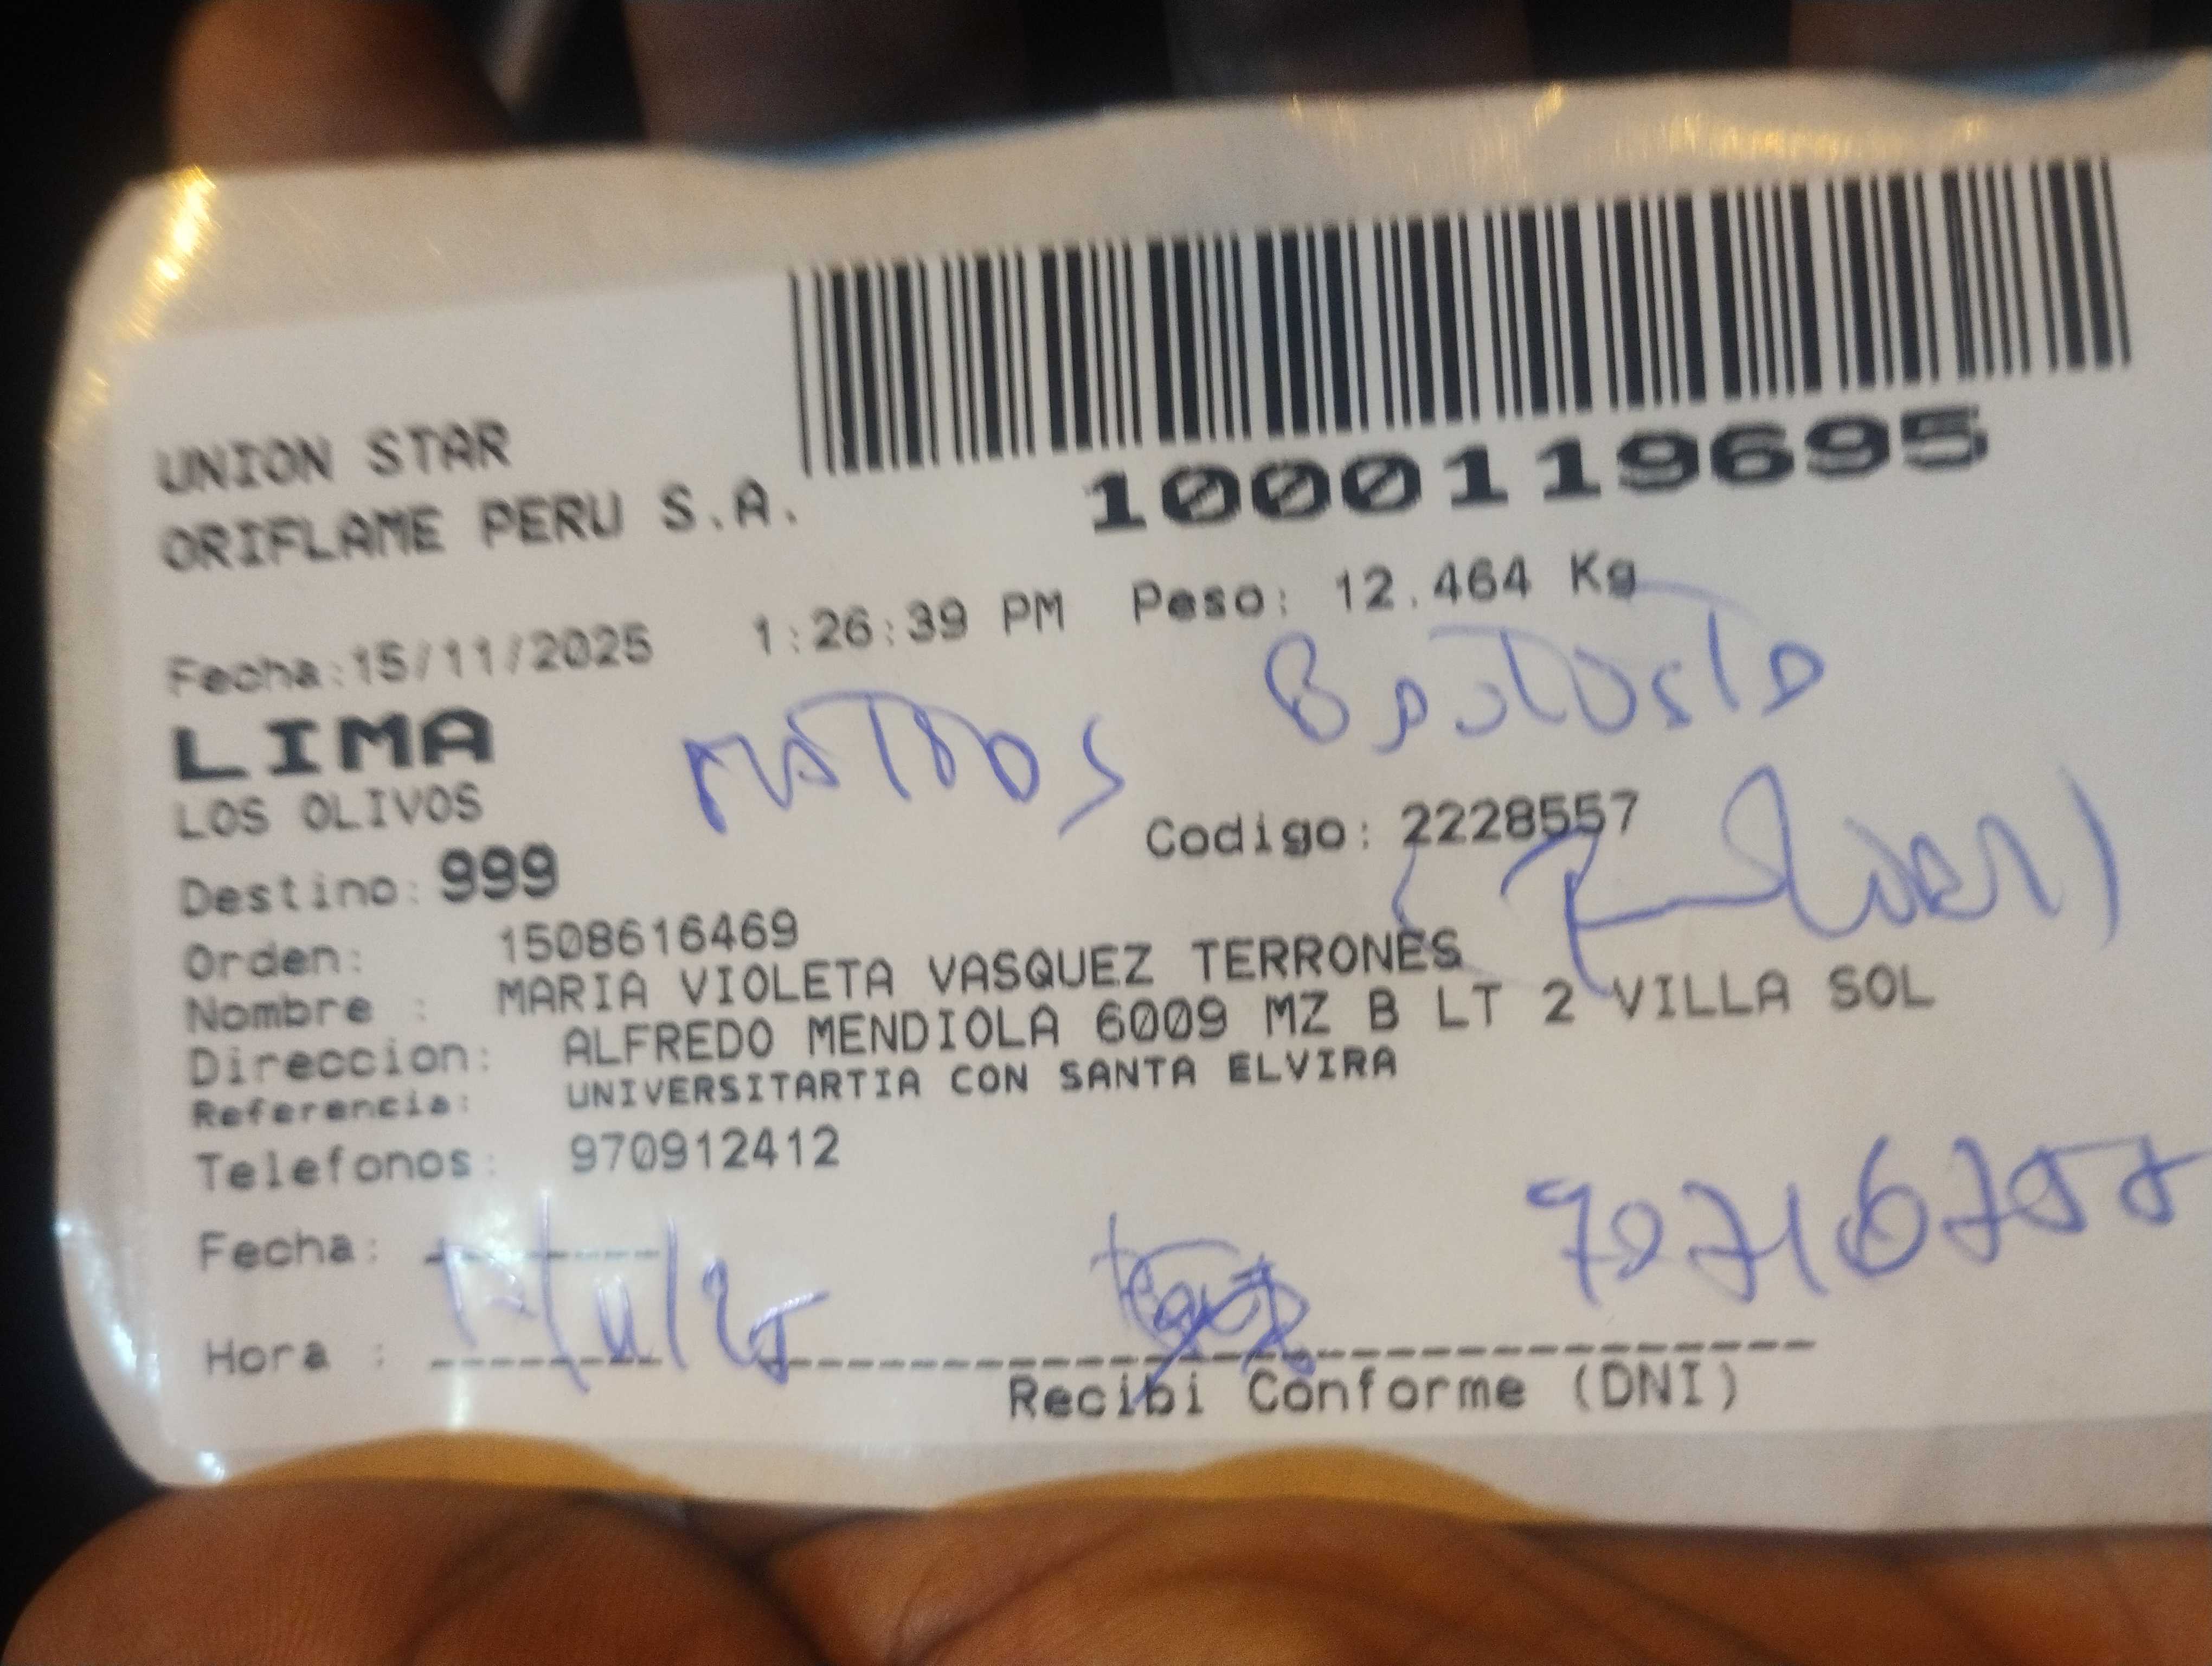 UNION STAR
ORIFLAME PERU S.A.
1000119695
Fecha:15/11/2025 1:26:39 PM Peso: 12.464 Kg
LIMA
LOS OLIVOS
Codigo: 2228557
Destino: 999
Orden: 1508616469
Nombre : MARIA VIOLETA VASQUEZ TERRONES
Direccion: ALFREDO MENDIOLA 6009 MZ B LT 2 VILLA SOL
Referencia: UNIVERSITARTIA CON SANTA ELVIRA
Telefonos: 970912412
Fecha:
Hora :
Recibi Conforme (DNI)